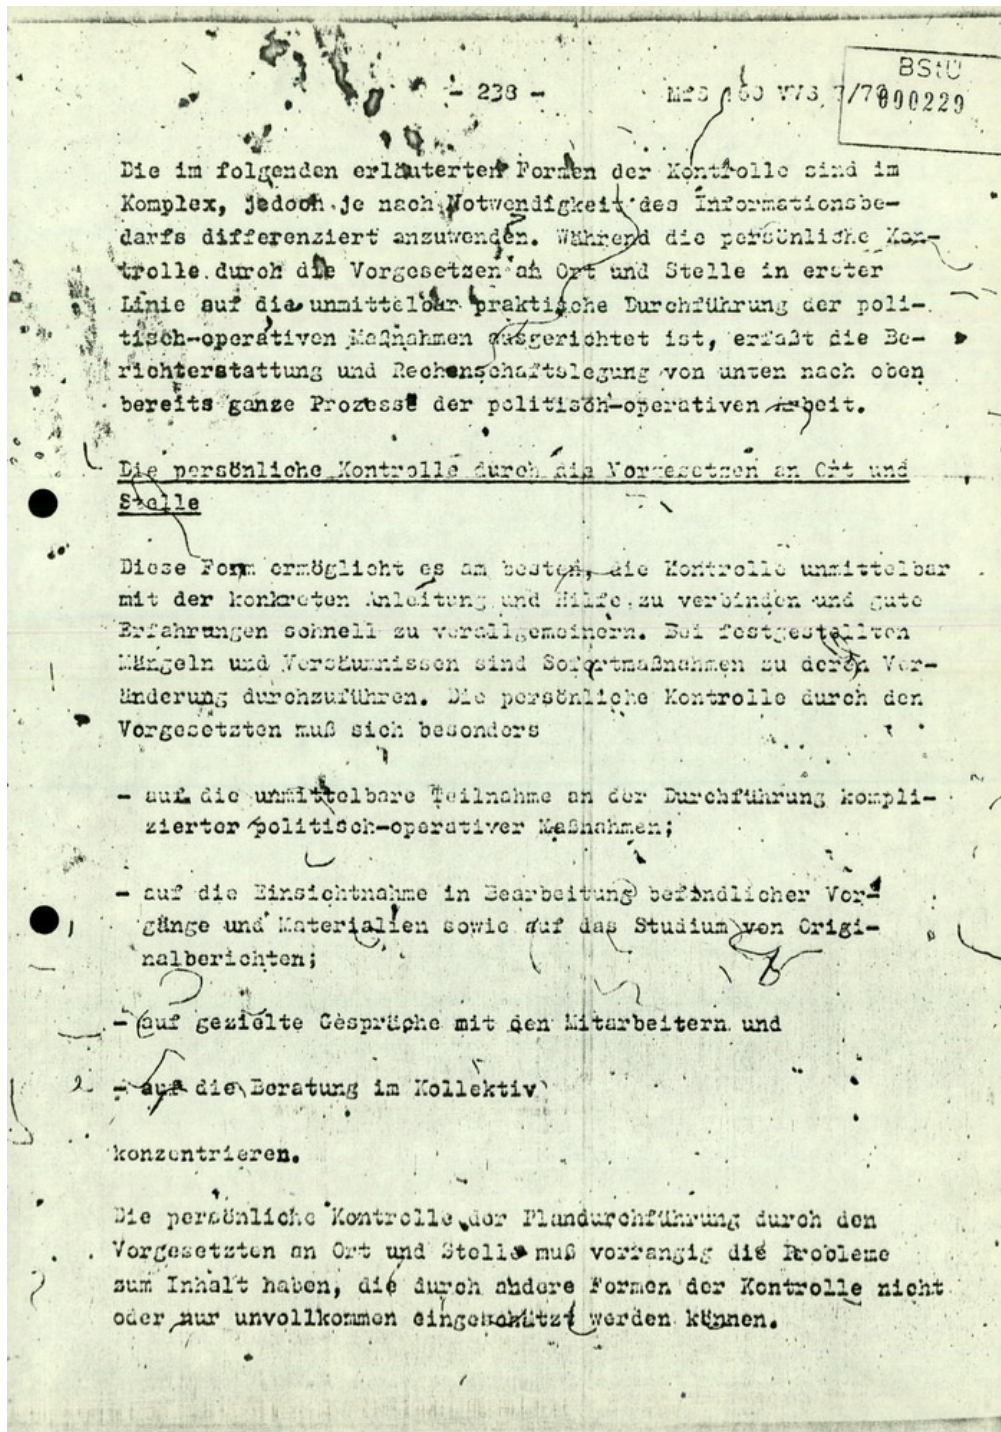 BStU
000229
- 238 -
MfS 160 VVS 7/79
Die im folgenden erläuterten Formen der Kontrolle sind im
Komplex, jedoch je nach Notwendigkeit des Informationsbe-
darfs differenziert anzuwenden. Während die persönliche Kon-
trolle durch die Vorgesetzen an Ort und Stelle in erster
Linie auf die unmittelbar praktische Durchführung der poli-
tisch-operativen Maßnahmen ausgerichtet ist, erfaßt die Be-
richterstattung und Rechenschaftslegung von unten nach oben
bereits ganze Prozesse der politisch-operativen Arbeit.
Die persönliche Kontrolle durch die Vorgesetzen an Ort und
Stelle
Diese Form ermöglicht es am besten, die Kontrolle unmittelbar
mit der konkreten Anleitung und Hilfe zu verbinden und gute
Erfahrungen schnell zu verallgemeinern. Bei festgestellten
Mängeln und Versäumnissen sind Sofortmaßnahmen zu deren Ver-
änderung durchzuführen. Die persönliche Kontrolle durch den
Vorgesetzten muß sich besonders
- auf die unmittelbare Teilnahme an der Durchführung kompli-
zierter politisch-operativer Maßnahmen;
- auf die Einsichtnahme in Bearbeitung befindlicher Vor-
gänge und Materialien sowie auf das Studium von Origi-
nalberichten;
- auf gezielte Gespräche mit den Mitarbeitern und
- auf die Beratung im Kollektiv
konzentrieren.
Die persönliche Kontrolle der Plandurchführung durch den
Vorgesetzten an Ort und Stelle muß vorrangig die Probleme
zum Inhalt haben, die durch andere Formen der Kontrolle nicht
oder nur unvollkommen eingeschätzt werden können.